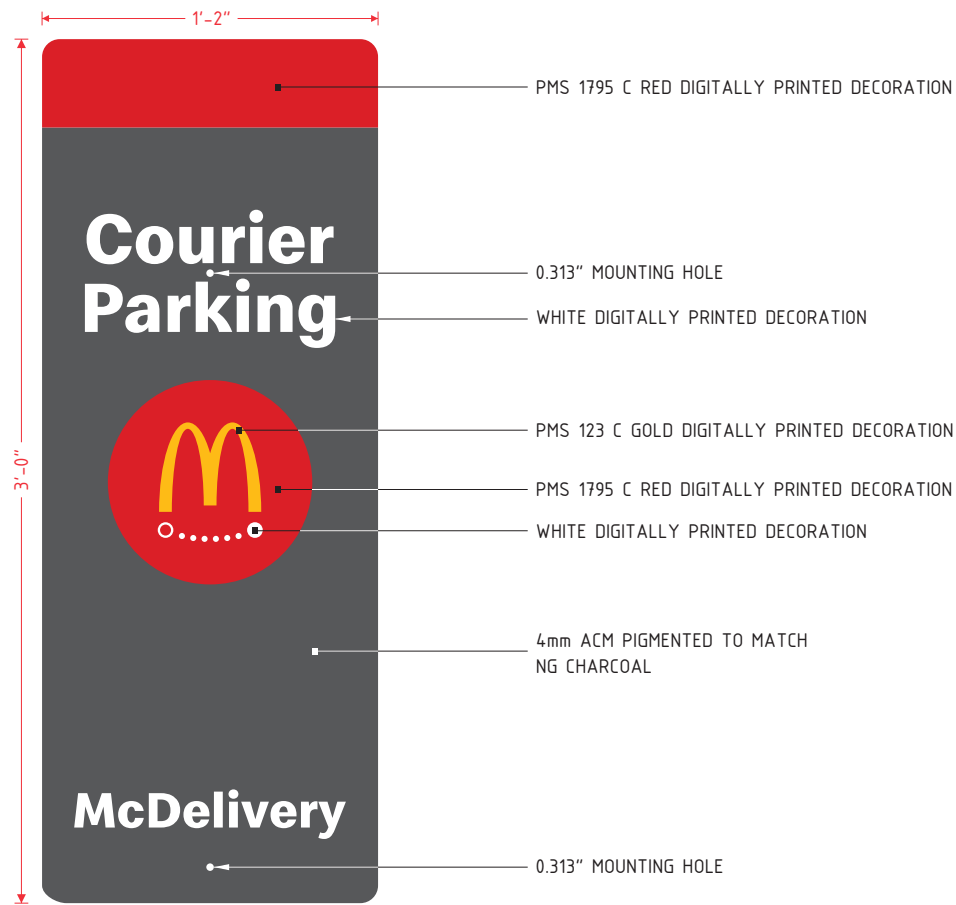 1'-2"
PMS 1795 C RED DIGITALLY PRINTED DECORATION
Courier
0.313" MOUNTING HOLE
Parking
WHITE DIGITALLY PRINTED DECORATION
PMS 123 C GOLD DIGITALLY PRINTED DECORATION
3'-0"
PMS 1795 C RED DIGITALLY PRINTED DECORATION
WHITE DIGITALLY PRINTED DECORATION
4mm ACM PIGMENTED TO MATCH
NG CHARCOAL
McDelivery
0.313" MOUNTING HOLE